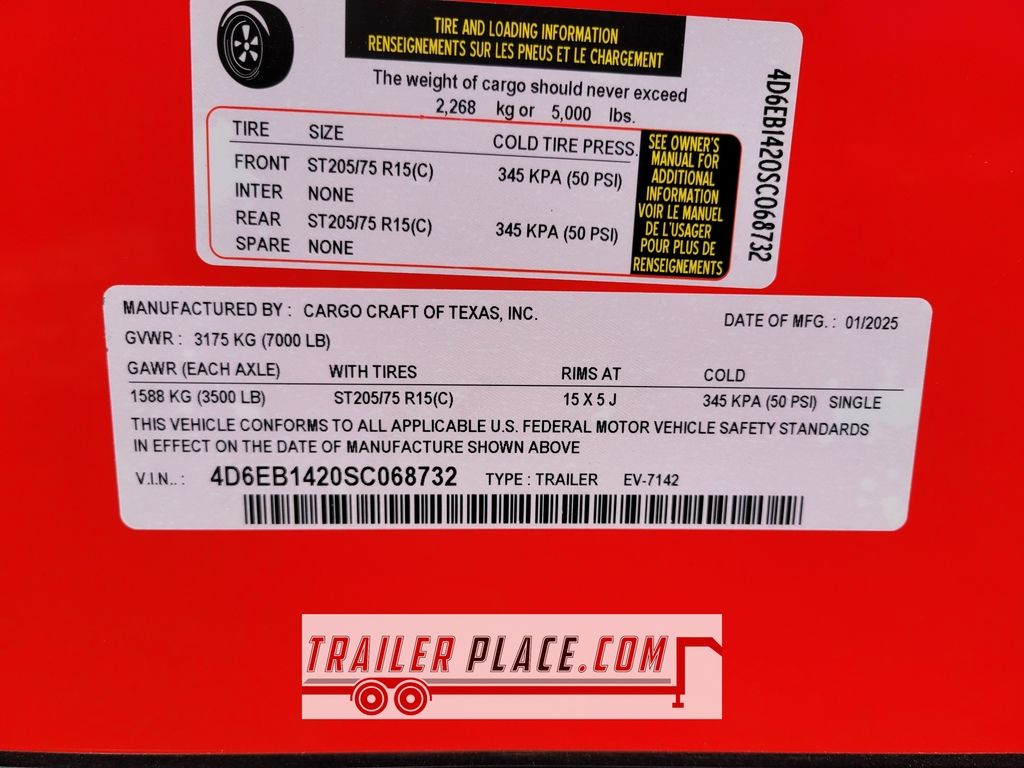 TIRE AND LOADING INFORMATION
RENSEIGNEMENTS SUR LES PNEUS ET LE CHARGEMENT
The weight of cargo should never exceed
2,268 kg or 5,000 lbs.
TIRE SIZE COLD TIRE PRESS.
FRONT ST205/75 R15(C) 345 KPA (50 PSI)
INTER NONE
REAR ST205/75 R15(C) 345 KPA (50 PSI)
SPARE NONE
SEE OWNER'S
MANUAL FOR
ADDITIONAL
INFORMATION
VOIR LE MANUEL
DE L'USAGER
POUR PLUS DE
RENSEIGNEMENTS
4D6EB1420SC068732
MANUFACTURED BY : CARGO CRAFT OF TEXAS, INC.
DATE OF MFG. : 01/2025
GVWR : 3175 KG (7000 LB)
GAWR (EACH AXLE) WITH TIRES RIMS AT COLD
1588 KG (3500 LB) ST205/75 R15(C) 15 X 5 J 345 KPA (50 PSI) SINGLE
THIS VEHICLE CONFORMS TO ALL APPLICABLE U.S. FEDERAL MOTOR VEHICLE SAFETY STANDARDS
IN EFFECT ON THE DATE OF MANUFACTURE SHOWN ABOVE
V.I.N.. : 4D6EB1420SC068732 TYPE : TRAILER EV-7142
TRAILER PLACE.COM